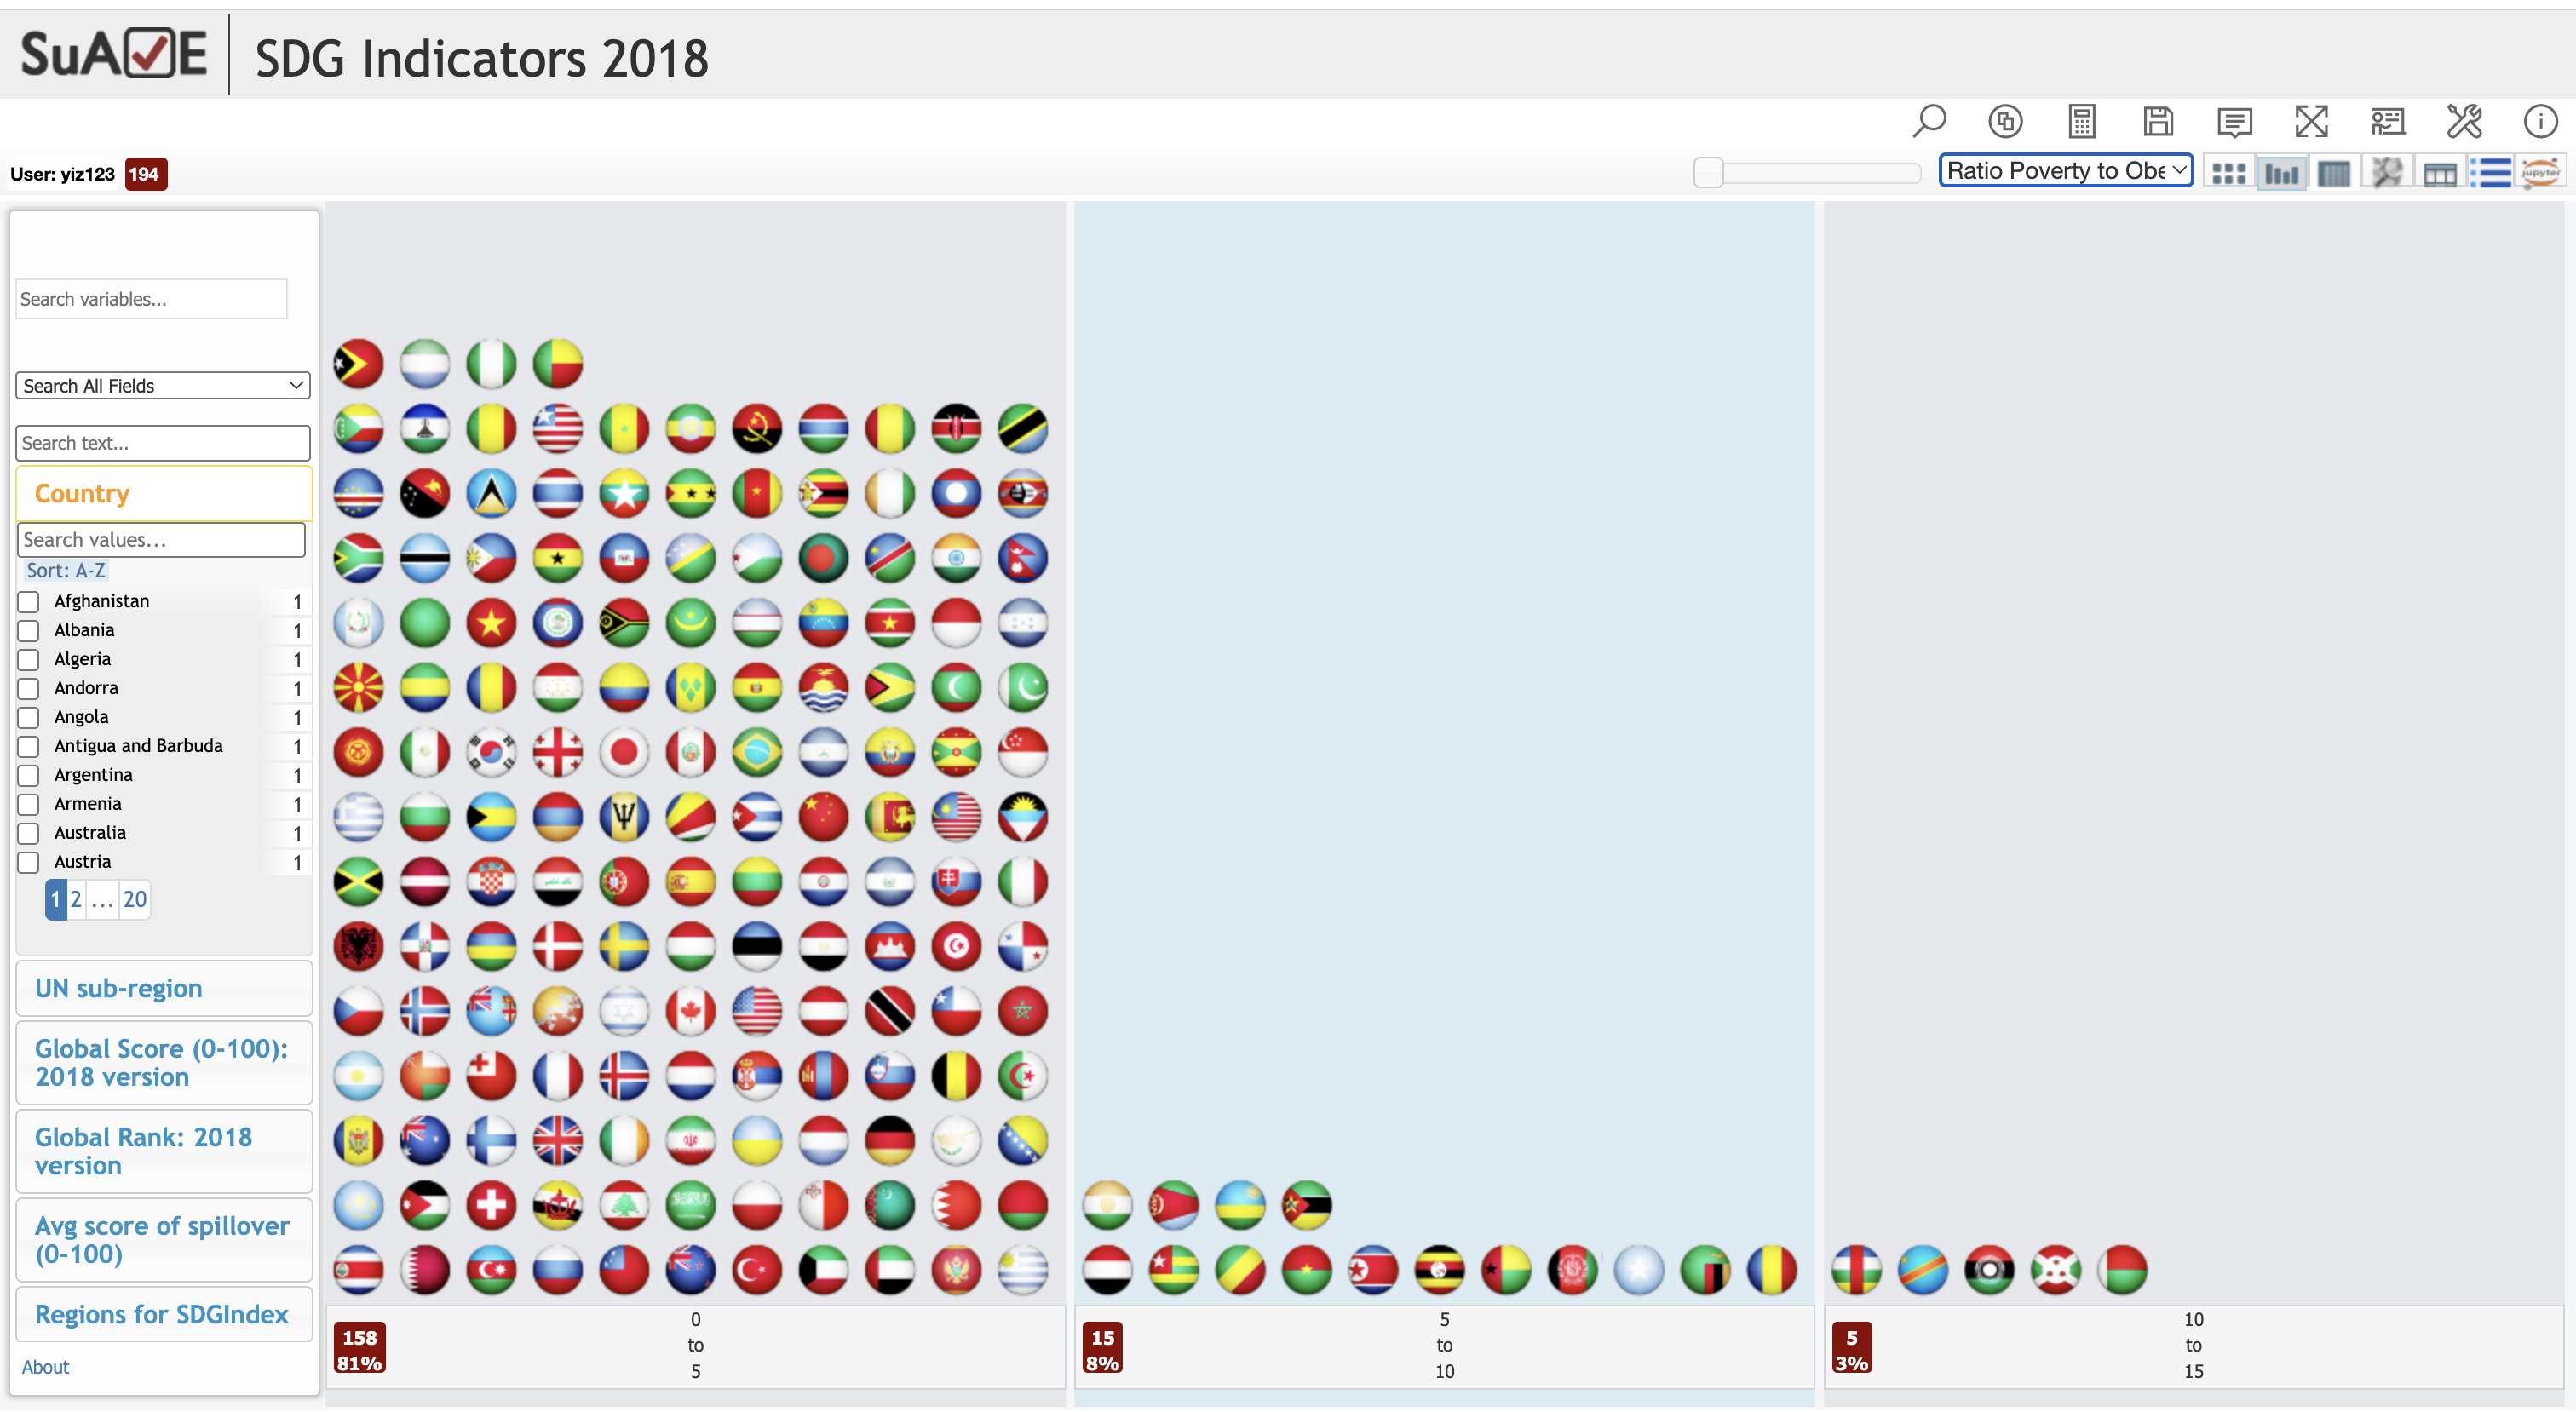 SuAVE
SDG Indicators 2018
User: yiz123 194
Ratio Poverty to Obe
jupyter
Search variables...
Search All Fields
Search text...
Country
Search values...
Sort: A-Z
Afghanistan 1
Albania 1
Algeria 1
Andorra 1
Angola 1
Antigua and Barbuda 1
Argentina 1
Armenia 1
Australia 1
Austria 1
1 2 ... 20
UN sub-region
Global Score (0-100):
2018 version
Global Rank: 2018
version
Avg score of spillover
(0-100)
Regions for SDGIndex
About
158
81%
0
to
5
15
8%
5
to
10
5
3%
10
to
15